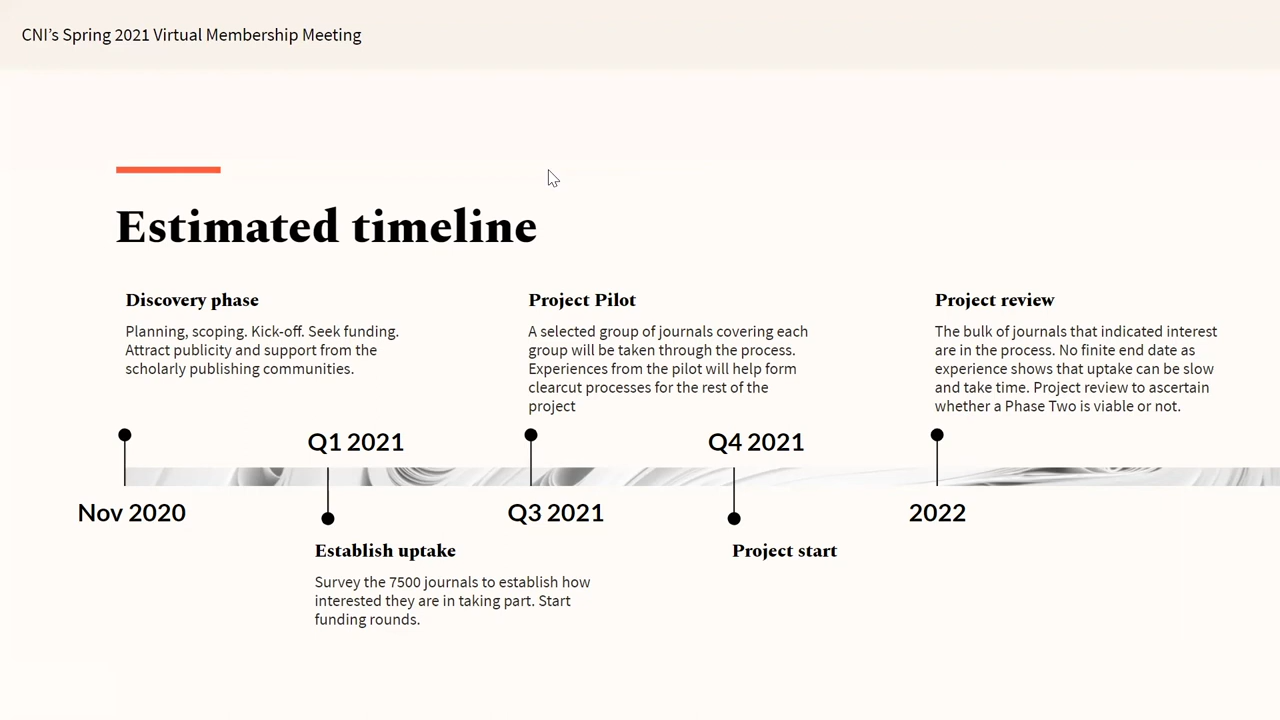 CNI's Spring 2021 Virtual Membership Meeting
Estimated timeline
Discovery phase
Planning, scoping. Kick-off. Seek funding.
Attract publicity and support from the
scholarly publishing communities.
Project Pilot
A selected group of journals covering each
group will be taken through the process.
Experiences from the pilot will help form
clearcut processes for the rest of the
project
Project review
The bulk of journals that indicated interest
are in the process. No finite end date as
experience shows that uptake can be slow
and take time. Project review to ascertain
whether a Phase Two is viable or not.
Q1 2021
Q4 2021
Nov 2020
Q3 2021
2022
Establish uptake
Survey the 7500 journals to establish how
interested they are in taking part. Start
funding rounds.
Project start